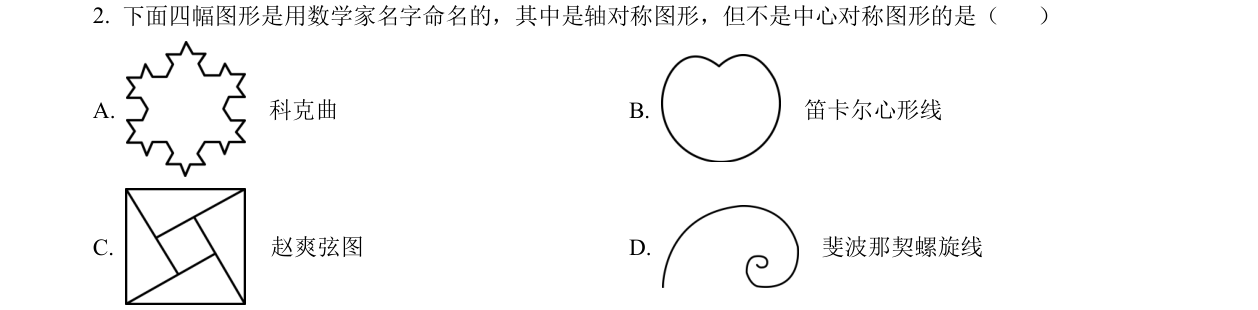 2. 下面四幅图形是用数学家名字命名的，其中是轴对称图形，但不是中心对称图形的是（　　）
A. 科克曲 B. 笛卡尔心形线
C. 赵爽弦图 D. 斐波那契螺旋线